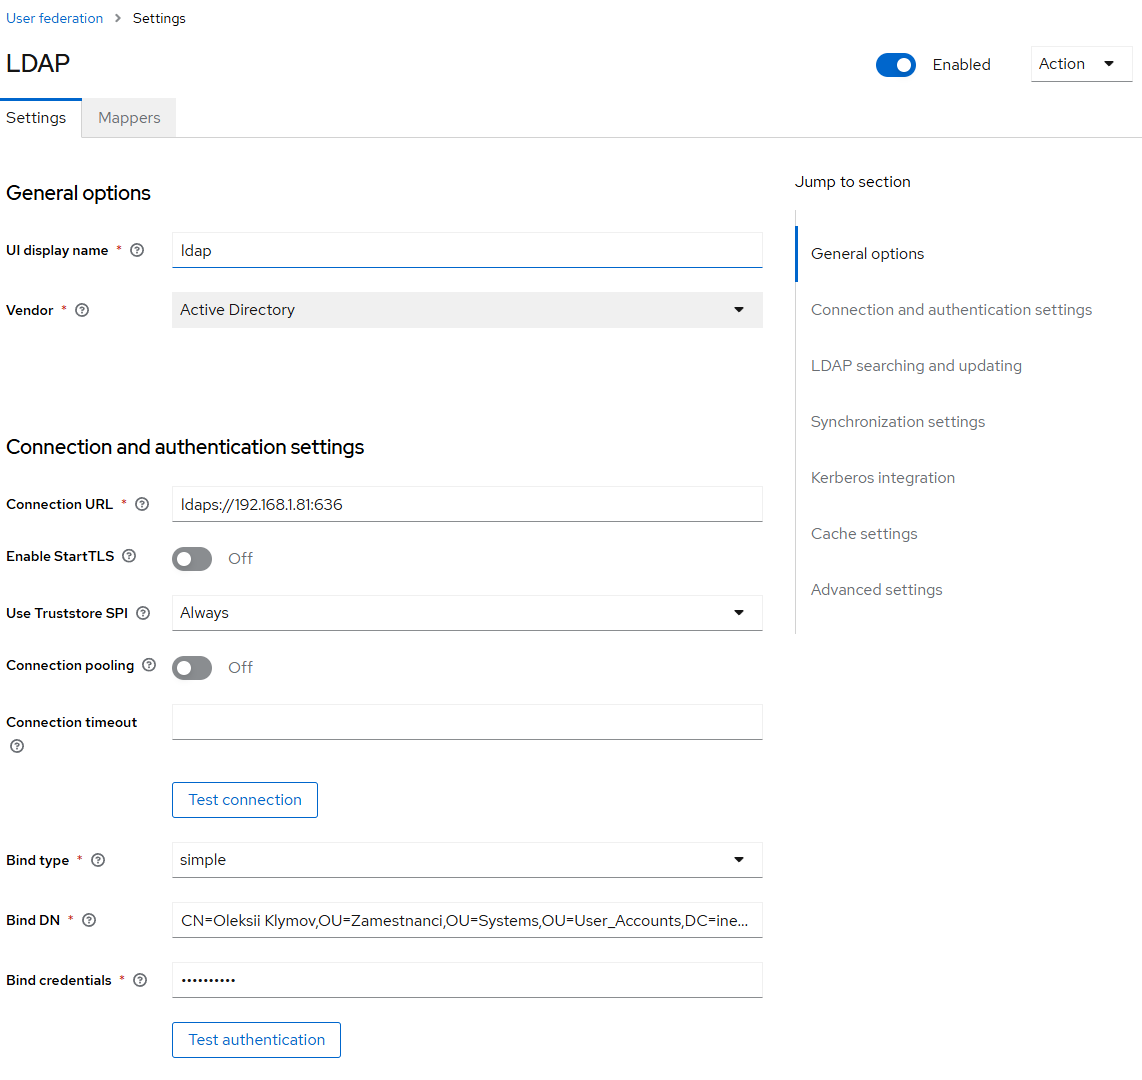 User federation > Settings
LDAP
Enabled
Action
Settings
Mappers
General options
UI display name * ?
ldap
Vendor * ?
Active Directory
Connection and authentication settings
Connection URL * ?
ldaps://192.168.1.81:636
Enable StartTLS ?
Off
Use Truststore SPI ?
Always
Connection pooling ?
Off
Connection timeout
?
Test connection
Bind type * ?
simple
Bind DN * ?
CN=Oleksii Klymov,OU=Zamestnanci,OU=Systems,OU=User_Accounts,DC=ine...
Bind credentials * ?
••••••••••
Test authentication
Jump to section
General options
Connection and authentication settings
LDAP searching and updating
Synchronization settings
Kerberos integration
Cache settings
Advanced settings